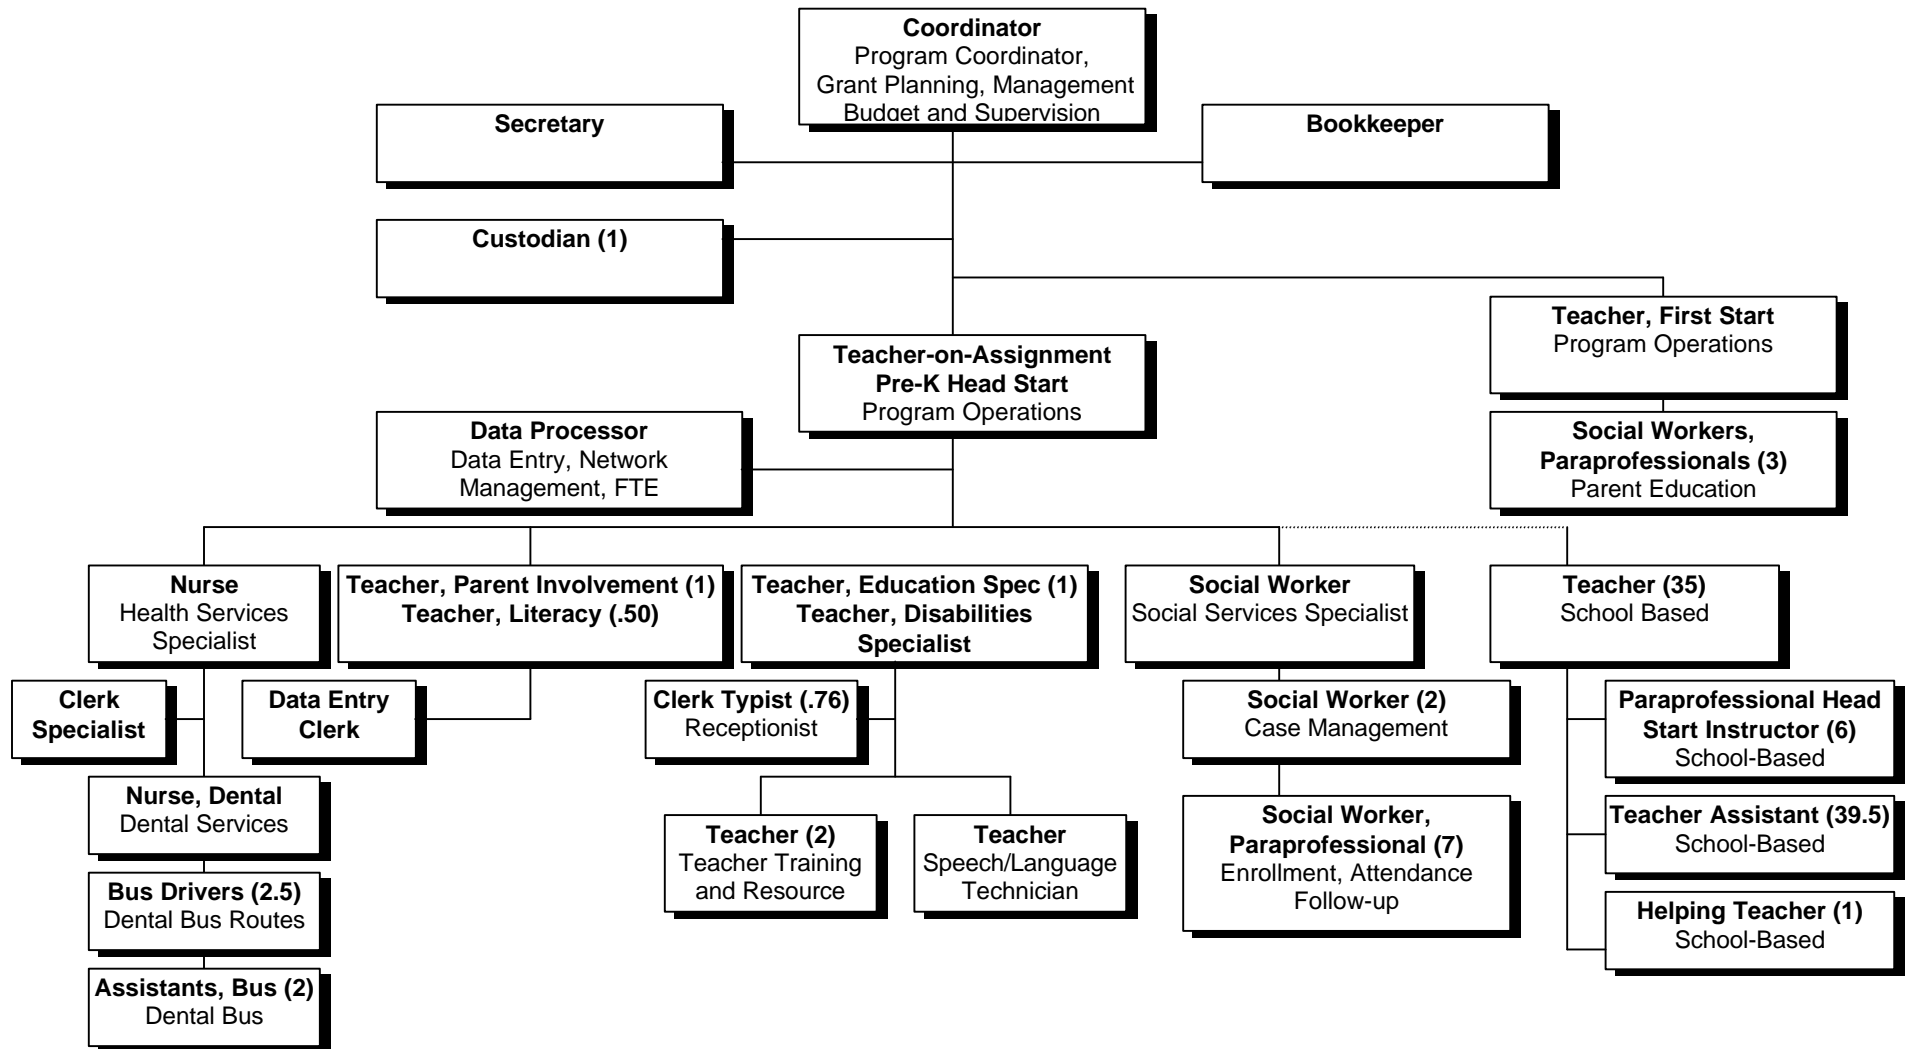 Coordinator
Program Coordinator,
Grant Planning, Management
Budget and Supervision
Secretary
Bookkeeper
Custodian (1)
Teacher, First Start
Program Operations
Teacher-on-Assignment
Pre-K Head Start
Program Operations
Data Processor
Data Entry, Network
Management, FTE
Social Workers,
Paraprofessionals (3)
Parent Education
Nurse
Health Services
Specialist
Teacher, Parent Involvement (1)
Teacher, Literacy (.50)
Teacher, Education Spec (1)
Teacher, Disabilities
Specialist
Social Worker
Social Services Specialist
Teacher (35)
School Based
Clerk
Specialist
Data Entry
Clerk
Clerk Typist (.76)
Receptionist
Social Worker (2)
Case Management
Paraprofessional Head
Start Instructor (6)
School-Based
Nurse, Dental
Dental Services
Teacher (2)
Teacher Training
and Resource
Teacher
Speech/Language
Technician
Social Worker,
Paraprofessional (7)
Enrollment, Attendance
Follow-up
Teacher Assistant (39.5)
School-Based
Bus Drivers (2.5)
Dental Bus Routes
Helping Teacher (1)
School-Based
Assistants, Bus (2)
Dental Bus